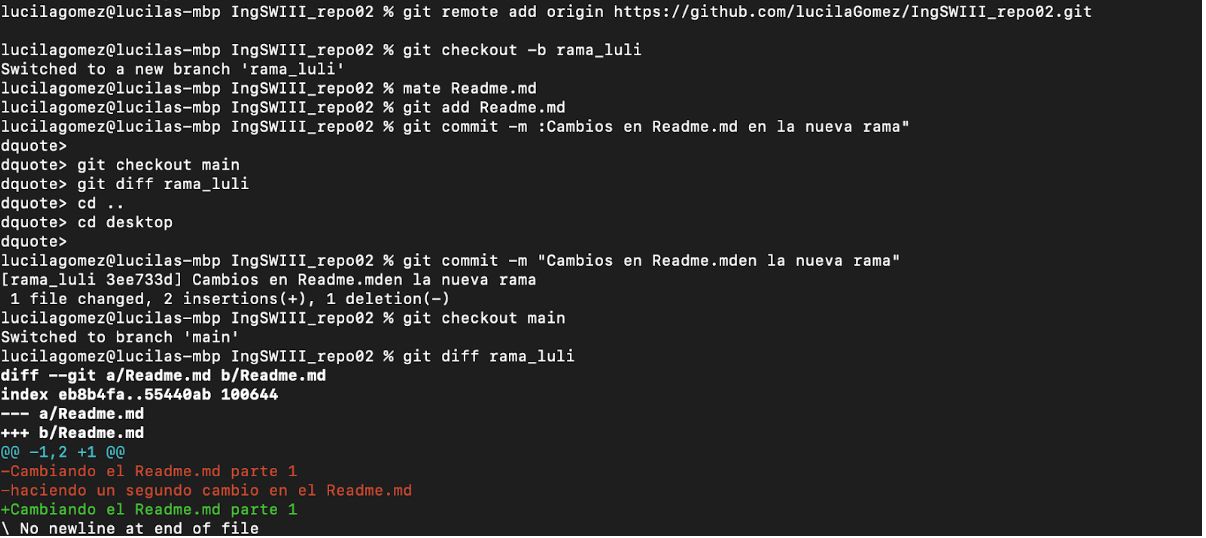 lucilagomez@lucilas-mbp IngSWIII_repo02 % git remote add origin https://github.com/lucilaGomez/IngSWIII_repo02.git
lucilagomez@lucilas-mbp IngSWIII_repo02 % git checkout -b rama_luli
Switched to a new branch 'rama_luli'
lucilagomez@lucilas-mbp IngSWIII_repo02 % mate Readme.md
lucilagomez@lucilas-mbp IngSWIII_repo02 % git add Readme.md
lucilagomez@lucilas-mbp IngSWIII_repo02 % git commit -m :Cambios en Readme.md en la nueva rama"
dquote>
dquote> git checkout main
dquote> git diff rama_luli
dquote> cd ..
dquote> cd desktop
dquote>
lucilagomez@lucilas-mbp IngSWIII_repo02 % git commit -m "Cambios en Readme.mden la nueva rama"
[rama_luli 3ee733d] Cambios en Readme.mden la nueva rama
 1 file changed, 2 insertions(+), 1 deletion(-)
lucilagomez@lucilas-mbp IngSWIII_repo02 % git checkout main
Switched to branch 'main'
lucilagomez@lucilas-mbp IngSWIII_repo02 % git diff rama_luli
diff --git a/Readme.md b/Readme.md
index eb8b4fa..55440ab 100644
--- a/Readme.md
+++ b/Readme.md
@@ -1,2 +1 @@
-Cambiando el Readme.md parte 1
-haciendo un segundo cambio en el Readme.md
+Cambiando el Readme.md parte 1
\ No newline at end of file